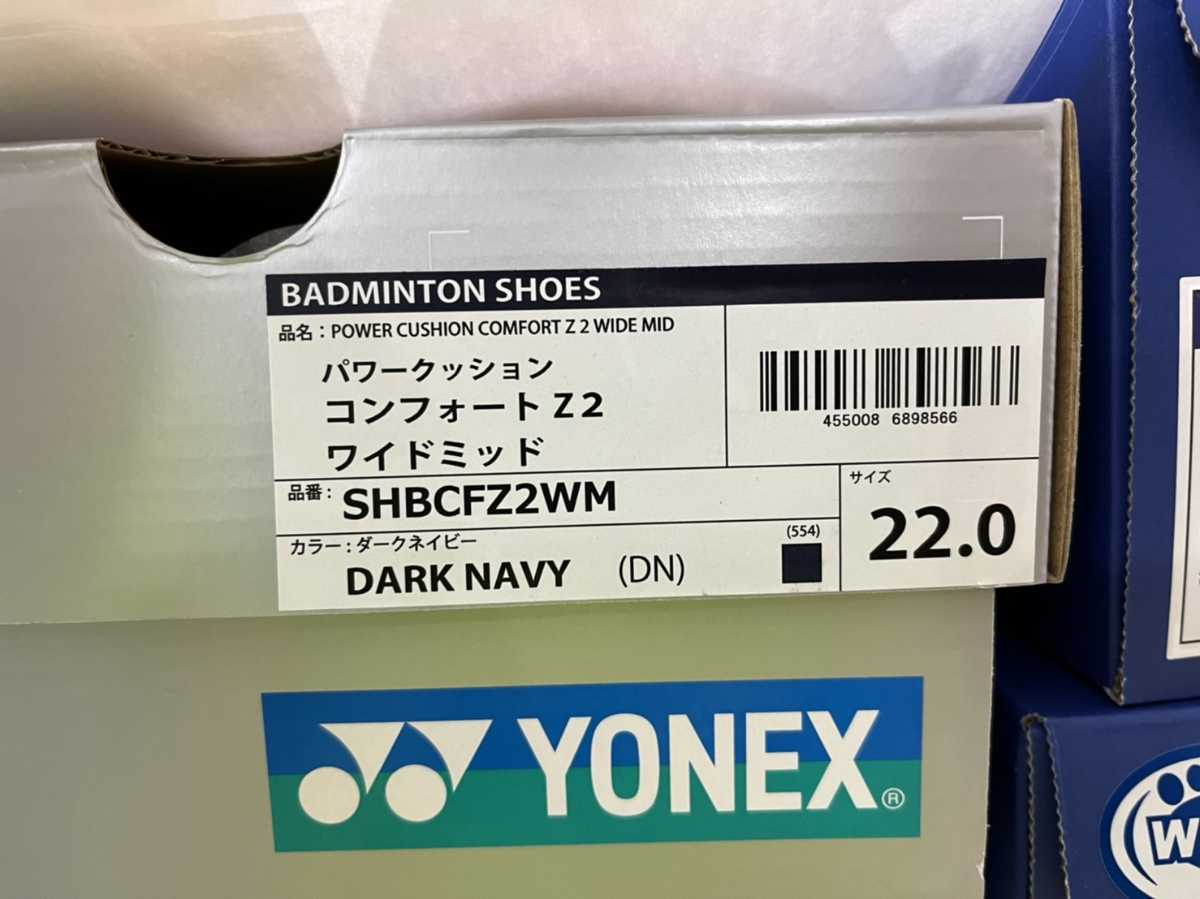 BADMINTON SHOES
品名：POWER CUSHION COMFORT Z 2 WIDE MID
パワークッション
コンフォート Z 2
ワイドミッド
455008 6898566
品番：SHBCFZ2WM
カラー：ダークネイビー
DARK NAVY (DN)
(554)
サイズ
22.0
YONEX®
W